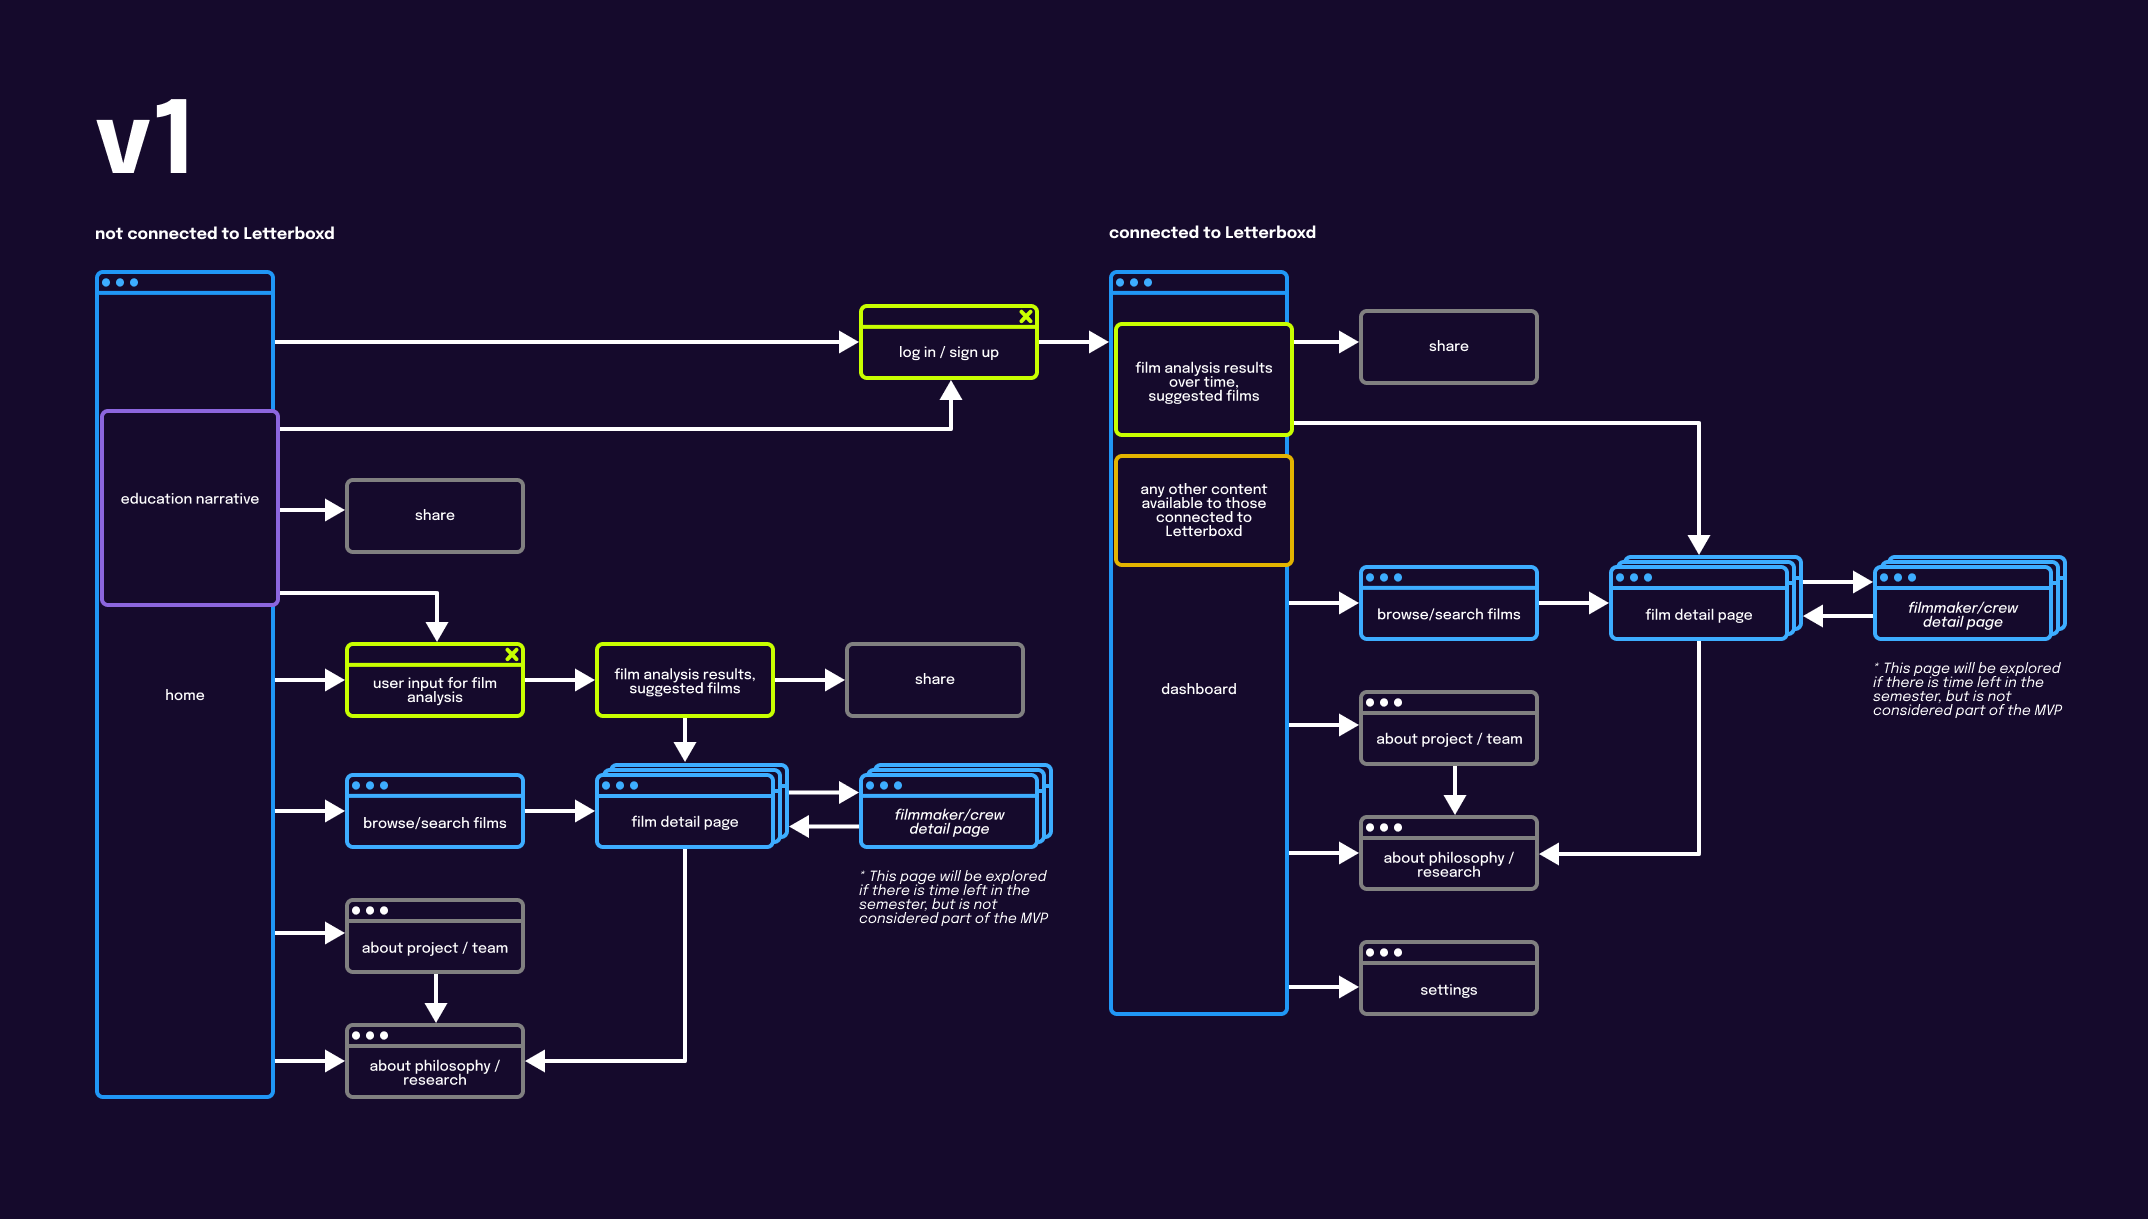 v1
not connected to Letterboxd
log in / sign up
education narrative
share
home
user input for film
analysis
film analysis results,
suggested films
share
browse/search films
film detail page
filmmaker/crew
detail page
* This page will be explored
if there is time left in the
semester, but is not
considered part of the MVP
about project / team
about philosophy /
research
connected to Letterboxd
film analysis results
over time,
suggested films
share
any other content
available to those
connected to
Letterboxd
dashboard
browse/search films
film detail page
filmmaker/crew
detail page
* This page will be explored
if there is time left in the
semester, but is not
considered part of the MVP
about project / team
about philosophy /
research
settings